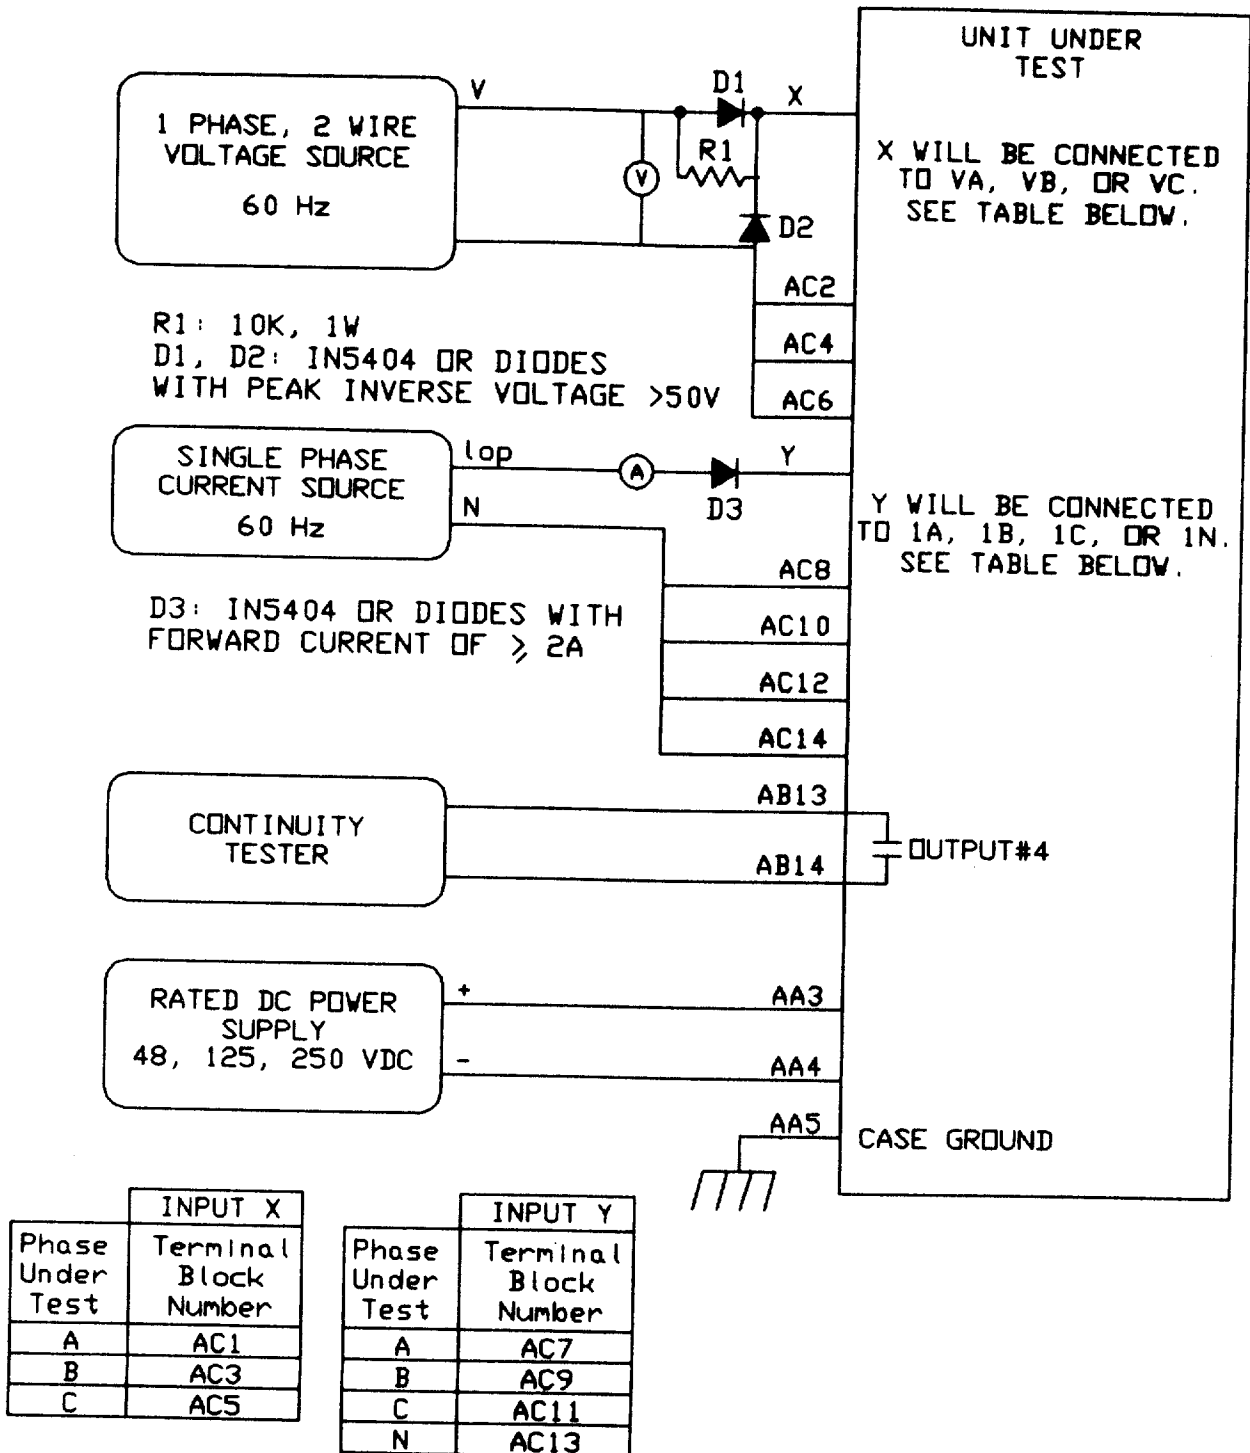 UNIT UNDER
TEST
1 PHASE, 2 WIRE
VOLTAGE SOURCE
60 Hz
V
D1
X
R1
V
D2
X WILL BE CONNECTED
TO VA, VB, OR VC.
SEE TABLE BELOW.
AC2
AC4
AC6
R1: 10K, 1W
D1, D2: IN5404 OR DIODES
WITH PEAK INVERSE VOLTAGE >50V
SINGLE PHASE
CURRENT SOURCE
60 Hz
lop
N
A
D3
Y
Y WILL BE CONNECTED
TO 1A, 1B, 1C, OR 1N.
SEE TABLE BELOW.
AC8
AC10
AC12
AC14
D3: IN5404 OR DIODES WITH
FORWARD CURRENT OF ⩾ 2A
CONTINUITY
TESTER
AB13
AB14
OUTPUT#4
RATED DC POWER
SUPPLY
48, 125, 250 VDC
+
-
AA3
AA4
AA5
CASE GROUND
INPUT X
Phase Under Test
Terminal Block Number
A AC1
B AC3
C AC5
INPUT Y
Phase Under Test
Terminal Block Number
A AC7
B AC9
C AC11
N AC13